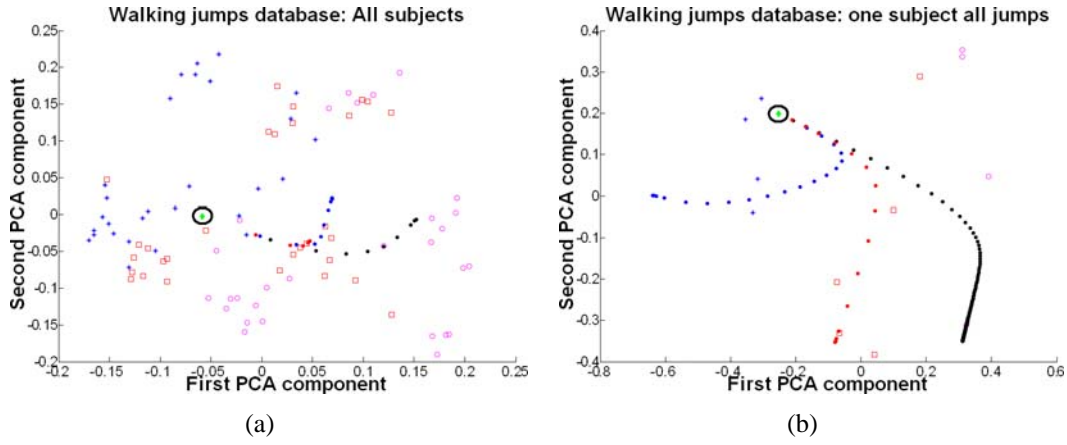 Walking jumps database: All subjects
0.25
0.2
0.15
0.1
0.05
0
-0.05
-0.1
-0.15
-0.2
Second PCA component
-0.2 -0.15 -0.1 -0.05 0 0.05 0.1 0.15 0.2 0.25
First PCA component
(a)
Walking jumps database: one subject all jumps
0.4
0.3
0.2
0.1
0
-0.1
-0.2
-0.3
-0.4
Second PCA component
-0.8 -0.6 -0.4 -0.2 0 0.2 0.4 0.6
First PCA component
(b)